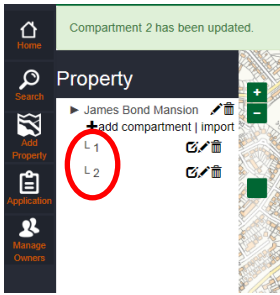 Compartment 2 has been updated.
Home
Search
Add
Property
Application
Manage
Owners
Property
James Bond Mansion
add compartment | import
1
2